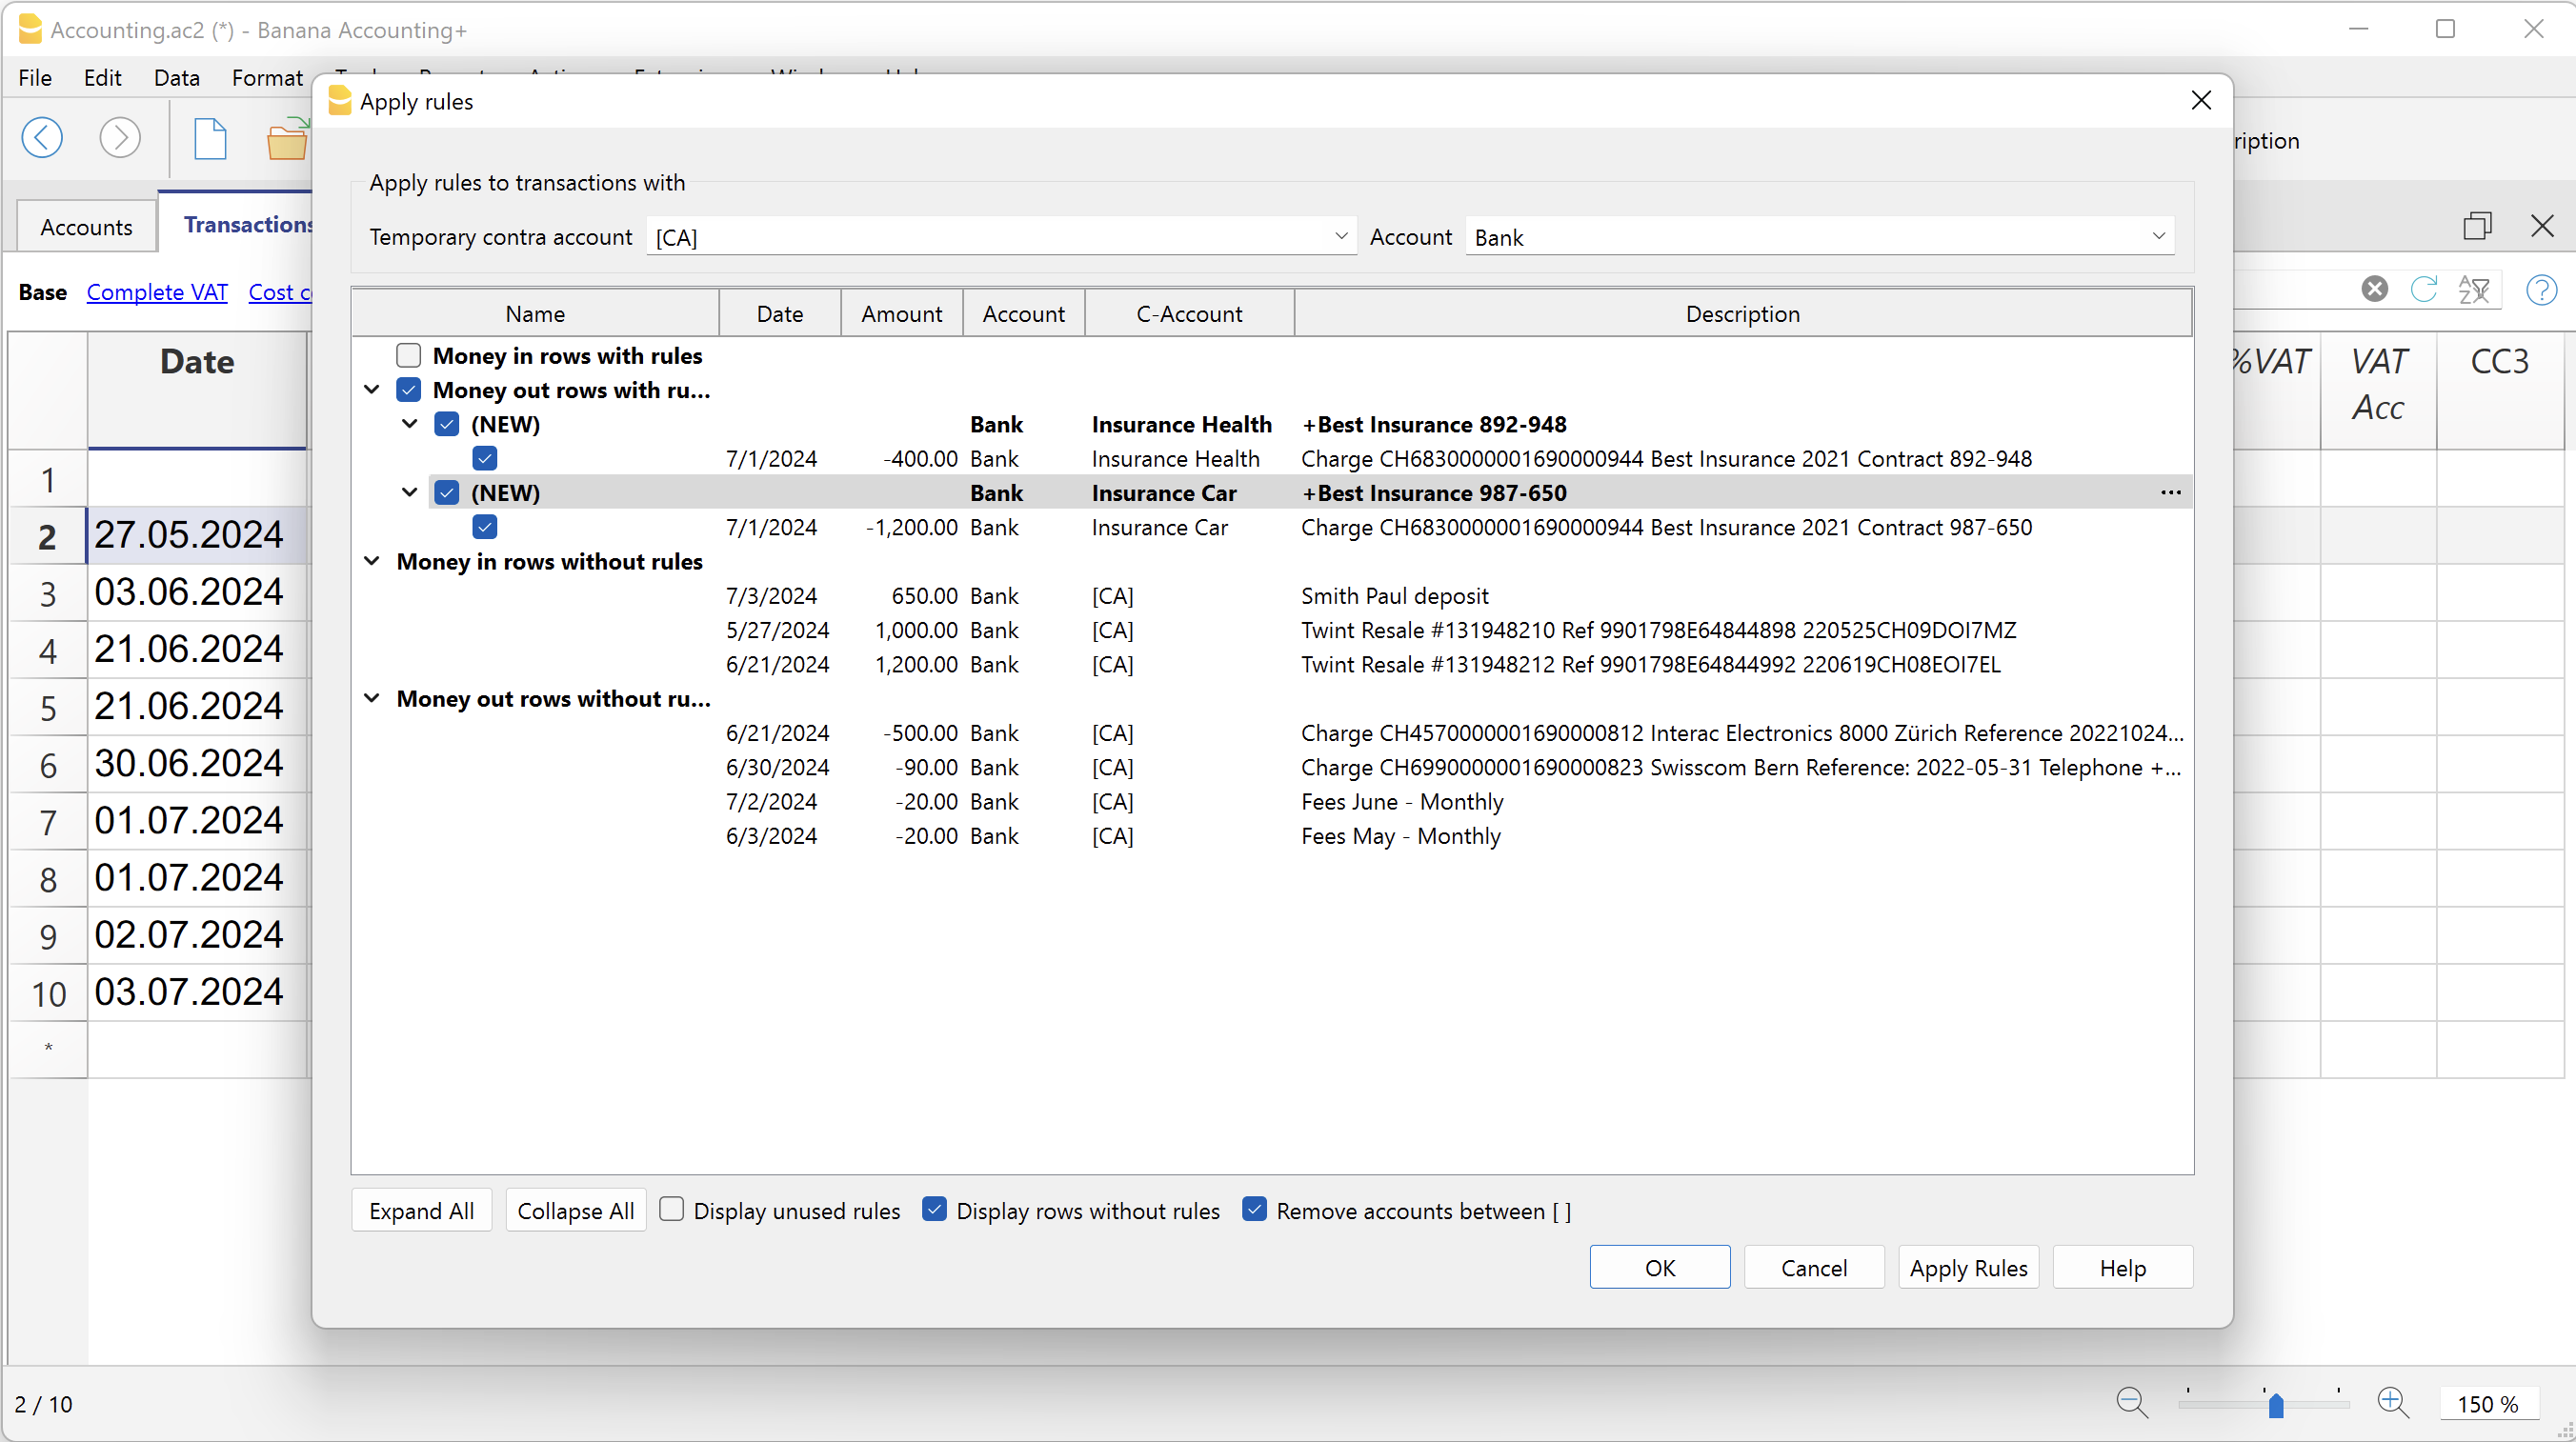 Accounting.ac2 (*) - Banana Accounting+
File Edit Data Format
Apply rules
Apply rules to transactions with
Temporary contra account [CA] Account Bank
Accounts Transactions
Base Complete VAT Cost
Name Date Amount Account C-Account Description
Money in rows with rules
Money out rows with ru...
(NEW) Bank Insurance Health +Best Insurance 892-948
7/1/2024 -400.00 Bank Insurance Health Charge CH6830000001690000944 Best Insurance 2021 Contract 892-948
(NEW) Bank Insurance Car +Best Insurance 987-650 ...
7/1/2024 -1,200.00 Bank Insurance Car Charge CH6830000001690000944 Best Insurance 2021 Contract 987-650
Money in rows without rules
7/3/2024 650.00 Bank [CA] Smith Paul deposit
5/27/2024 1,000.00 Bank [CA] Twint Resale #131948210 Ref 9901798E64844898 220525CH09DOI7MZ
6/21/2024 1,200.00 Bank [CA] Twint Resale #131948212 Ref 9901798E64844992 220619CH08EOI7EL
Money out rows without ru...
6/21/2024 -500.00 Bank [CA] Charge CH4570000001690000812 Interac Electronics 8000 Zürich Reference 20221024...
6/30/2024 -90.00 Bank [CA] Charge CH6990000001690000823 Swisscom Bern Reference: 2022-05-31 Telephone +...
7/2/2024 -20.00 Bank [CA] Fees June - Monthly
6/3/2024 -20.00 Bank [CA] Fees May - Monthly
Expand All Collapse All Display unused rules Display rows without rules Remove accounts between [ ]
OK Cancel Apply Rules Help
Date
%VAT VAT Acc CC3
1
2 27.05.2024
3 03.06.2024
4 21.06.2024
5 21.06.2024
6 30.06.2024
7 01.07.2024
8 01.07.2024
9 02.07.2024
10 03.07.2024
*
2 / 10
150 %